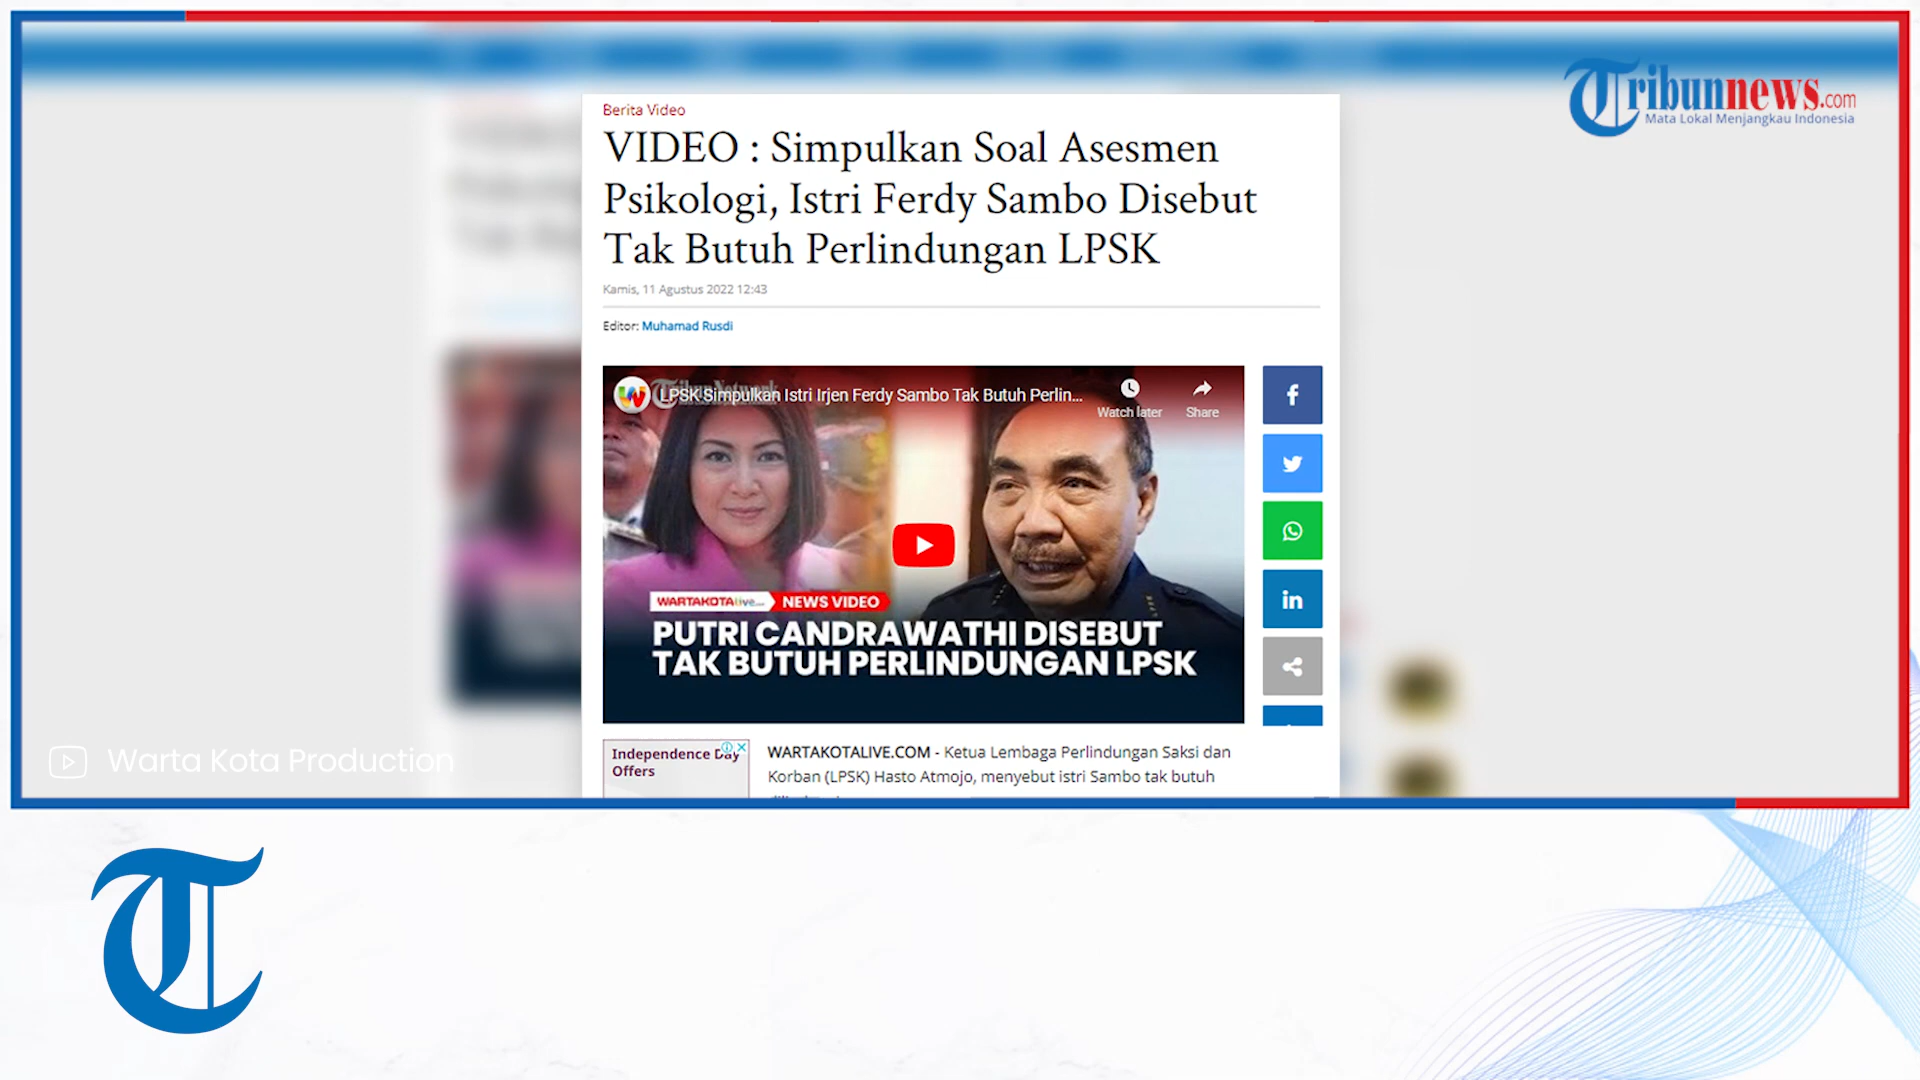 Tribunnews.com
Mata Lokal Menjangkau Indonesia
Berita Video
VIDEO : Simpulkan Soal Asesmen
Psikologi, Istri Ferdy Sambo Disebut
Tak Butuh Perlindungan LPSK
Kamis, 11 Agustus 2022 12:43
Editor: Muhamad Rusdi
Tribun Network
LPSK Simpulkan Istri Irjen Ferdy Sambo Tak Butuh Perlin...
Watch later
Share
WARTAKOTAlive.com NEWS VIDEO
PUTRI CANDRAWATHI DISEBUT
TAK BUTUH PERLINDUNGAN LPSK
Independence Day
Offers
WARTAKOTALIVE.COM - Ketua Lembaga Perlindungan Saksi dan
Korban (LPSK) Hasto Atmojo, menyebut istri Sambo tak butuh
Warta Kota Production